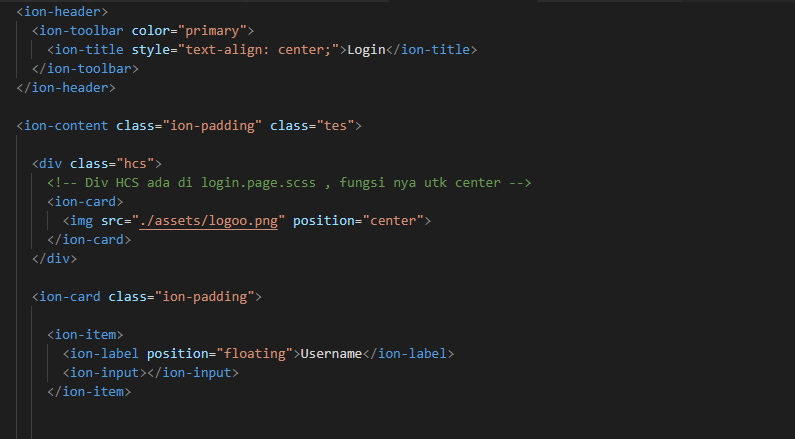 <ion-header>
<ion-toolbar color="primary">
<ion-title style="text-align: center;">Login</ion-title>
</ion-toolbar>
</ion-header>
<ion-content class="ion-padding" class="tes">
<div class="hcs">
<!-- Div HCS ada di login.page.scss , fungsi nya utk center -->
<ion-card>
<img src="./assets/logoo.png" position="center">
</ion-card>
</div>
<ion-card class="ion-padding">
<ion-item>
<ion-label position="floating">Username</ion-label>
<ion-input></ion-input>
</ion-item>